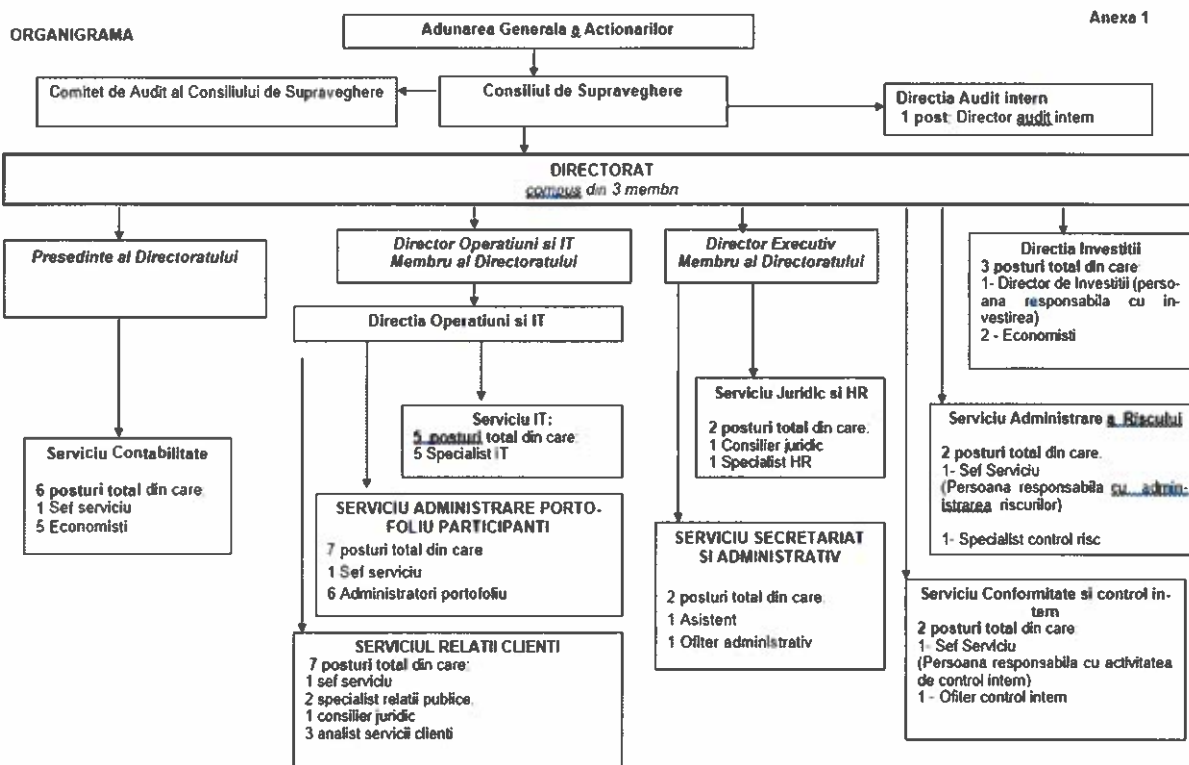 ORGANIGRAMA
Anexa 1
Adunarea Generala a Actionarilor
Comitet de Audit al Consiliului de Supraveghere
Consiliul de Supraveghere
Directia Audit intern
1 post: Director audit intern
DIRECTORAT
compus din 3 membri
Presedinte al Directoratului
Director Operatiuni si IT
Membru al Directoratului
Director Executiv
Membru al Directoratului
Directia Investitii
3 posturi total din care
1- Director de Investitii (perso-
ana responsabila cu in-
vestirea)
2 - Economisti
Directia Operatiuni si IT
Serviciu IT:
5 posturi total din care
5 Specialist IT
Serviciu Juridic si HR
2 posturi total din care.
1 Consilier juridic
1 Specialist HR
Serviciu Administrare a Riscului
2 posturi total din care.
1- Sef Serviciu
(Persoana responsabila cu admin-
istrarea riscurilor)
1- Specialist control risc
Serviciu Contabilitate
6 posturi total din care
1 Sef serviciu
5 Economisti
SERVICIU ADMINISTRARE PORTO-
FOLIU PARTICIPANTI
7 posturi total din care
1 Sef serviciu
6 Administratori portofoliu
SERVICIU SECRETARIAT
SI ADMINISTRATIV
2 posturi total din care.
1 Asistent
1 Ofiter administrativ
Serviciu Conformitate si control in-
tern
2 posturi total din care
1- Sef Serviciu
(Persoana responsabila cu activitatea
de control intern)
1 - Ofiter control intern
SERVICIUL RELATII CLIENTI
7 posturi total din care:
1 sef serviciu
2 specialist relatii publice.
1 consilier juridic
3 analist servicii clienti